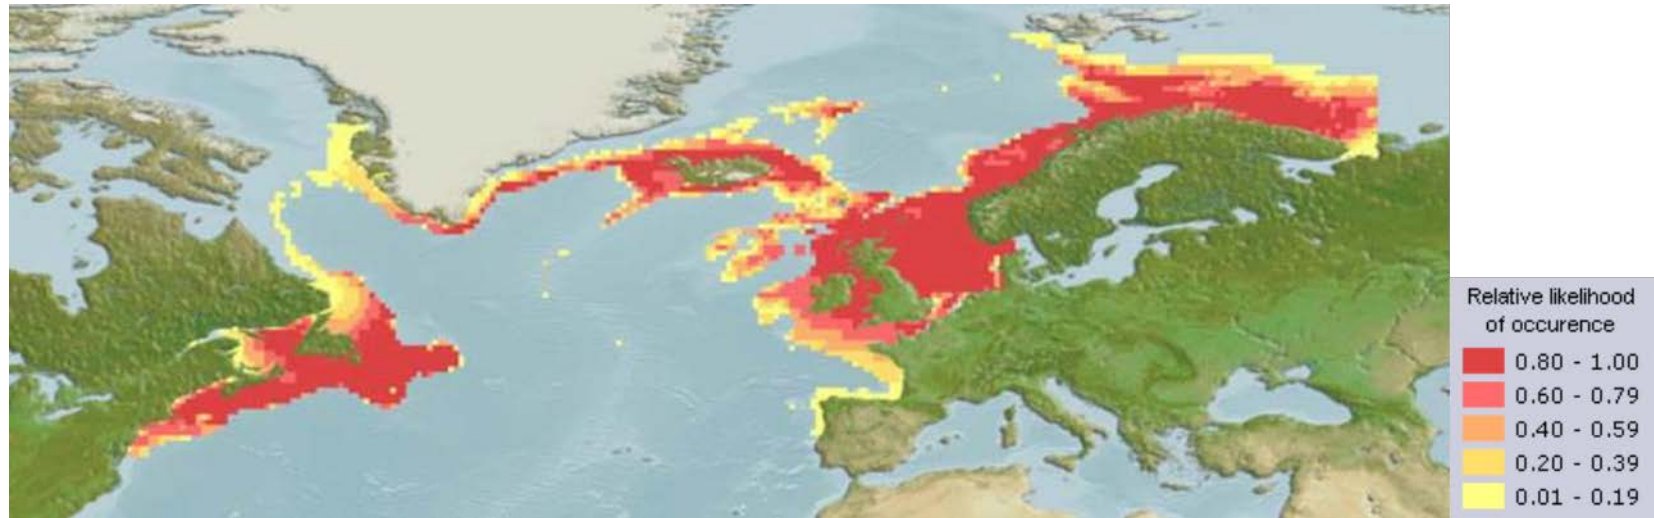 Relative likelihood
of occurence
0.80 - 1.00
0.60 - 0.79
0.40 - 0.59
0.20 - 0.39
0.01 - 0.19